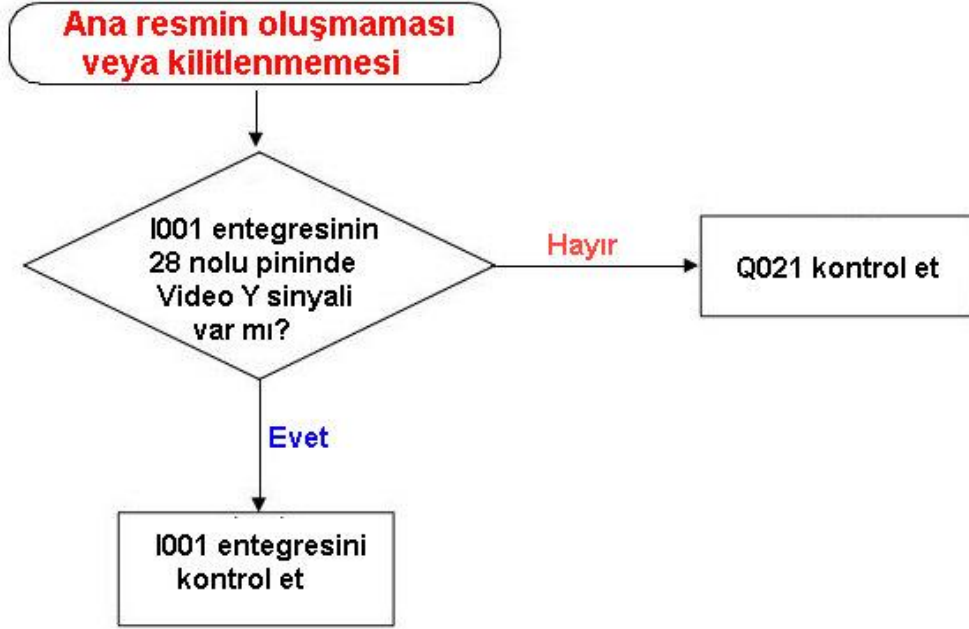 Ana resmin oluşmaması
veya kilitlenmemesi
I001 entegresinin
28 nolu pininde
Video Y sinyali
var mı?
Hayır
Q021 kontrol et
Evet
I001 entegresini
kontrol et